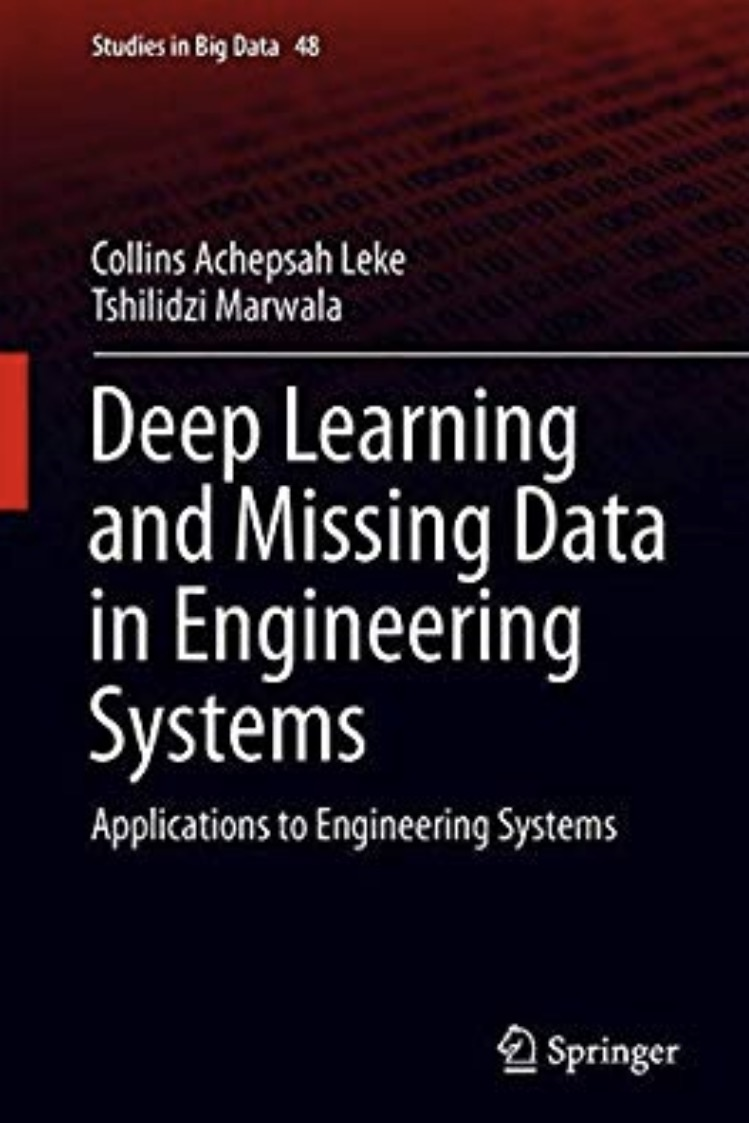 Studies in Big Data 48
Collins Achepsah Leke
Tshilidzi Marwala
Deep Learning
and Missing Data
in Engineering
Systems
Applications to Engineering Systems
Springer